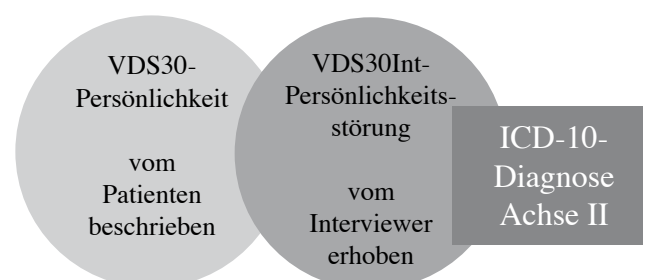 VDS30-
Persönlichkeit
vom
Patienten
beschrieben
VDS30Int-
Persönlichkeits-
störung
vom
Interviewer
erhoben
ICD-10-
Diagnose
Achse II